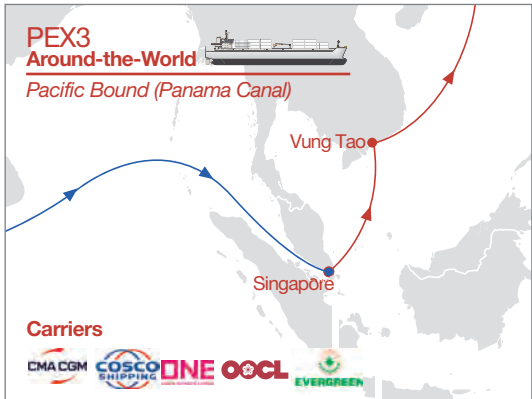 PEX3
Around-the-World
Pacific Bound (Panama Canal)
Vung Tao
Singapore
Carriers
CMA CGM
COSCO
SHIPPING
ONE
OOCL
EVERGREEN